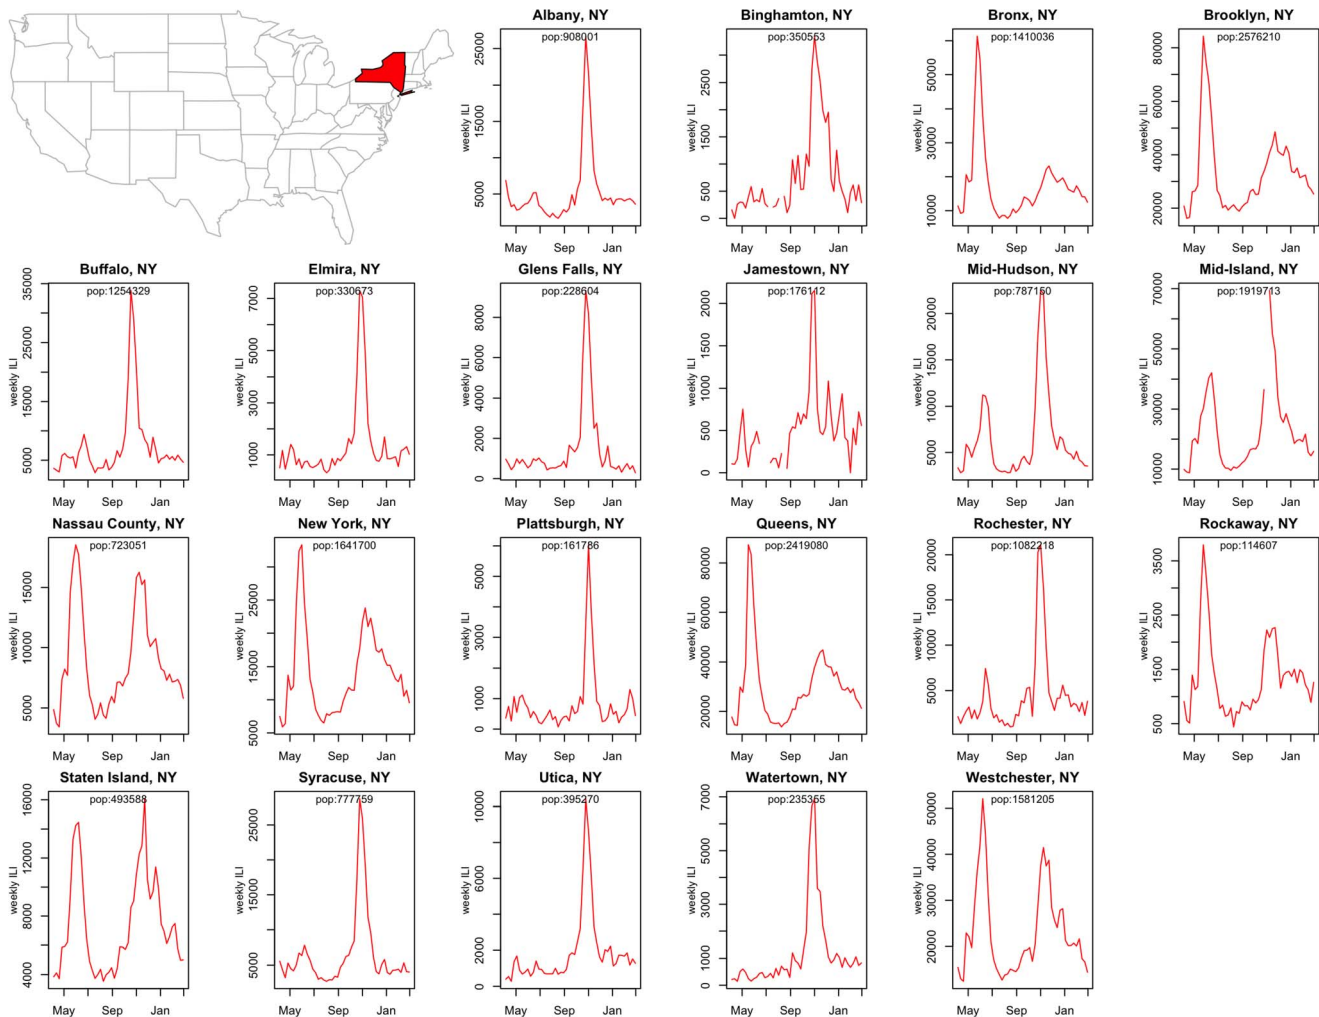 Albany, NY
pop:908001
weekly ILI
5000 15000 25000
May Sep Jan
Binghamton, NY
pop:350553
weekly ILI
0 500 1500 2500
May Sep Jan
Bronx, NY
pop:1410036
weekly ILI
10000 30000 50000
May Sep Jan
Brooklyn, NY
pop:2576210
weekly ILI
20000 40000 60000 80000
May Sep Jan
Buffalo, NY
pop:1254329
weekly ILI
5000 15000 25000 35000
May Sep Jan
Elmira, NY
pop:330673
weekly ILI
1000 3000 5000 7000
May Sep Jan
Glens Falls, NY
pop:228604
weekly ILI
0 2000 4000 6000 8000
May Sep Jan
Jamestown, NY
pop:176112
weekly ILI
0 500 1000 1500 2000
May Sep Jan
Mid-Hudson, NY
pop:787150
weekly ILI
5000 10000 15000 20000
May Sep Jan
Mid-Island, NY
pop:1919713
weekly ILI
10000 30000 50000 70000
May Sep Jan
Nassau County, NY
pop:723051
weekly ILI
5000 10000 15000
May Sep Jan
New York, NY
pop:1641700
weekly ILI
5000 15000 25000
May Sep Jan
Plattsburgh, NY
pop:161786
weekly ILI
0 1000 3000 5000
May Sep Jan
Queens, NY
pop:2419080
weekly ILI
20000 40000 60000 80000
May Sep Jan
Rochester, NY
pop:1082218
weekly ILI
5000 10000 15000 20000
May Sep Jan
Rockaway, NY
pop:114607
weekly ILI
500 1500 2500 3500
May Sep Jan
Staten Island, NY
pop:493588
weekly ILI
4000 8000 12000 16000
May Sep Jan
Syracuse, NY
pop:777759
weekly ILI
5000 15000 25000
May Sep Jan
Utica, NY
pop:395270
weekly ILI
0 2000 4000 6000 10000
May Sep Jan
Watertown, NY
pop:235355
weekly ILI
0 1000 3000 5000 7000
May Sep Jan
Westchester, NY
pop:1581205
weekly ILI
20000 30000 40000 50000
May Sep Jan